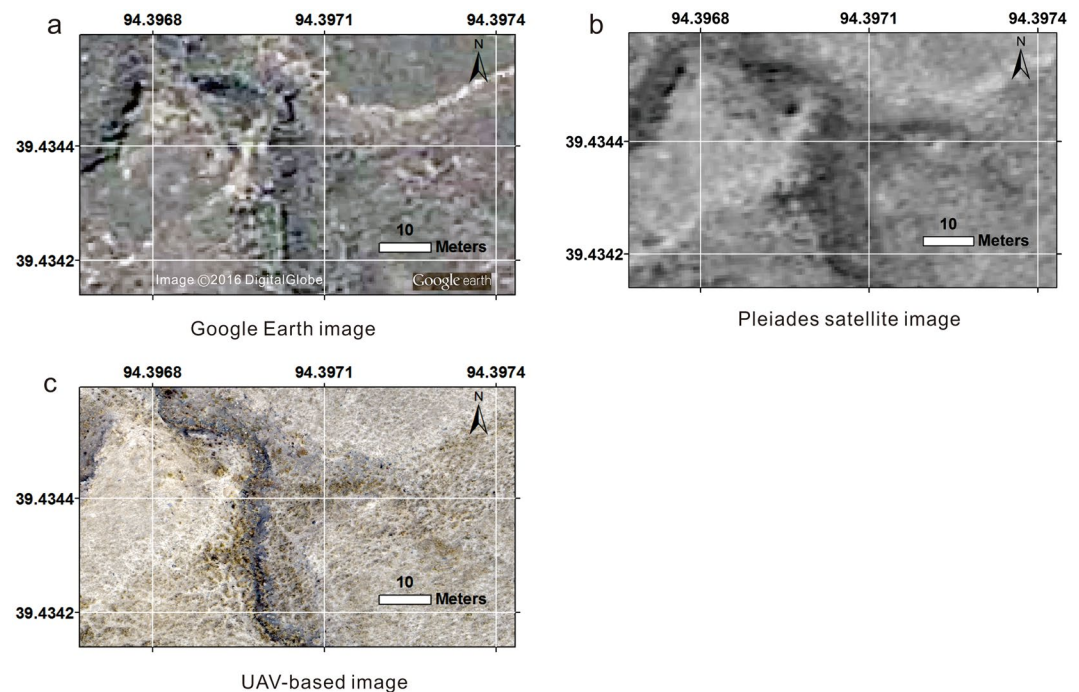 a
94.3968 94.3971 94.3974
N
39.4344
10
Meters
39.4342
Image ©2016 DigitalGlobe
Google earth
Google Earth image
b
94.3968 94.3971 94.3974
N
39.4344
10
Meters
39.4342
Pleiades satellite image
c
94.3968 94.3971 94.3974
N
39.4344
10
Meters
39.4342
UAV-based image